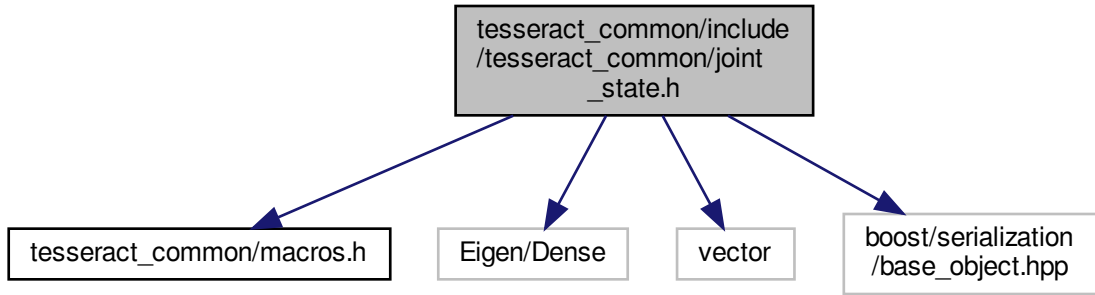 tesseract_common/include
/tesseract_common/joint
_state.h
tesseract_common/macros.h
Eigen/Dense
vector
boost/serialization
/base_object.hpp